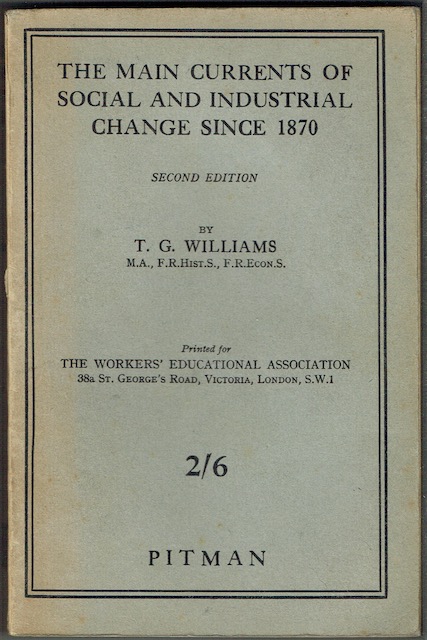 THE MAIN CURRENTS OF
SOCIAL AND INDUSTRIAL
CHANGE SINCE 1870
SECOND EDITION
BY
T. G. WILLIAMS
M.A., F.R.HIST.S., F.R.ECON.S.
Printed for
THE WORKERS' EDUCATIONAL ASSOCIATION
38a ST. GEORGE'S ROAD, VICTORIA, LONDON, S.W.1
2/6
PITMAN